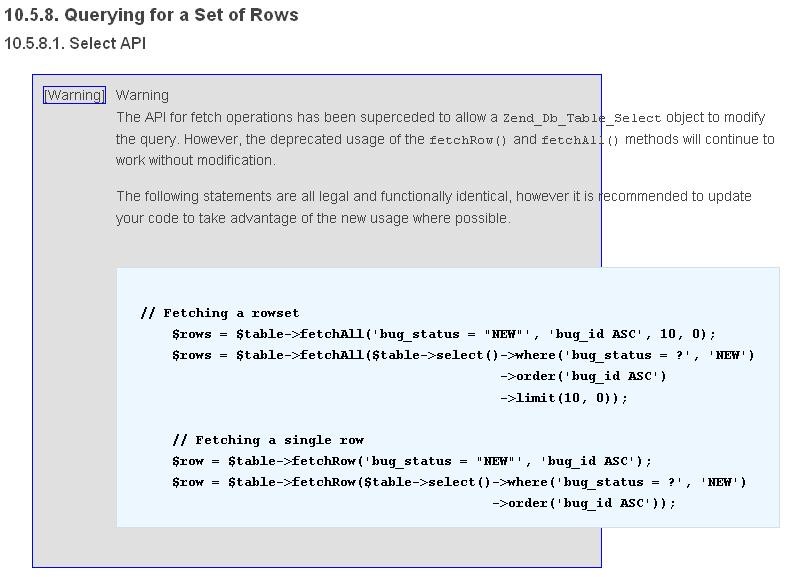 10.5.8. Querying for a Set of Rows
10.5.8.1. Select API
[Warning] Warning
The API for fetch operations has been superceded to allow a Zend_Db_Table_Select object to modify
the query. However, the deprecated usage of the fetchRow() and fetchAll() methods will continue to
work without modification.
The following statements are all legal and functionally identical, however it is recommended to update
your code to take advantage of the new usage where possible.
// Fetching a rowset
$rows = $table->fetchAll('bug_status = "NEW"', 'bug_id ASC', 10, 0);
$rows = $table->fetchAll($table->select()->where('bug_status = ?', 'NEW')
->order('bug_id ASC')
->limit(10, 0));
// Fetching a single row
$row = $table->fetchRow('bug_status = "NEW"', 'bug_id ASC');
$row = $table->fetchRow($table->select()->where('bug_status = ?', 'NEW')
->order('bug_id ASC'));